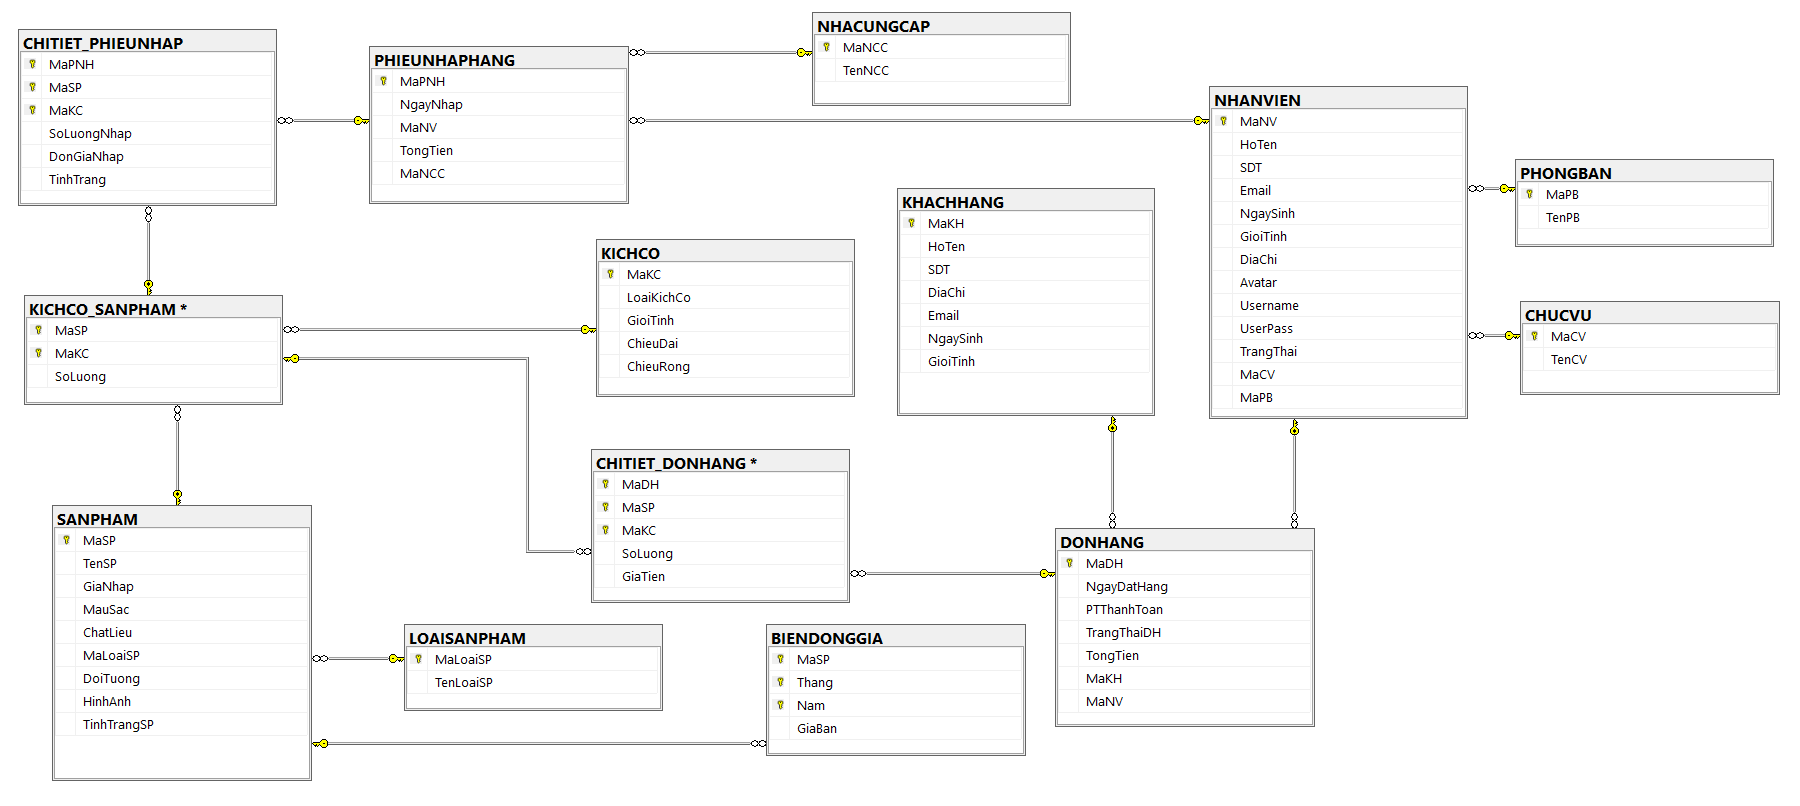 CHITIET_PHIEUNHAP
MaPNH
MaSP
MaKC
SoLuongNhap
DonGiaNhap
TinhTrang
PHIEUNHAPHANG
MaPNH
NgayNhap
MaNV
TongTien
MaNCC
NHACUNGCAP
MaNCC
TenNCC
NHANVIEN
MaNV
HoTen
SDT
Email
NgaySinh
GioiTinh
DiaChi
Avatar
Username
UserPass
TrangThai
MaCV
MaPB
PHONGBAN
MaPB
TenPB
KHACHHANG
MaKH
HoTen
SDT
DiaChi
Email
NgaySinh
GioiTinh
KICHCO
MaKC
LoaiKichCo
GioiTinh
ChieuDai
ChieuRong
KICHCO_SANPHAM *
MaSP
MaKC
SoLuong
CHUCVU
MaCV
TenCV
CHITIET_DONHANG *
MaDH
MaSP
MaKC
SoLuong
GiaTien
SANPHAM
MaSP
TenSP
GiaNhap
MauSac
ChatLieu
MaLoaiSP
DoiTuong
HinhAnh
TinhTrangSP
DONHANG
MaDH
NgayDatHang
PTThanhToan
TrangThaiDH
TongTien
MaKH
MaNV
LOAISANPHAM
MaLoaiSP
TenLoaiSP
BIENDONGGIA
MaSP
Thang
Nam
GiaBan